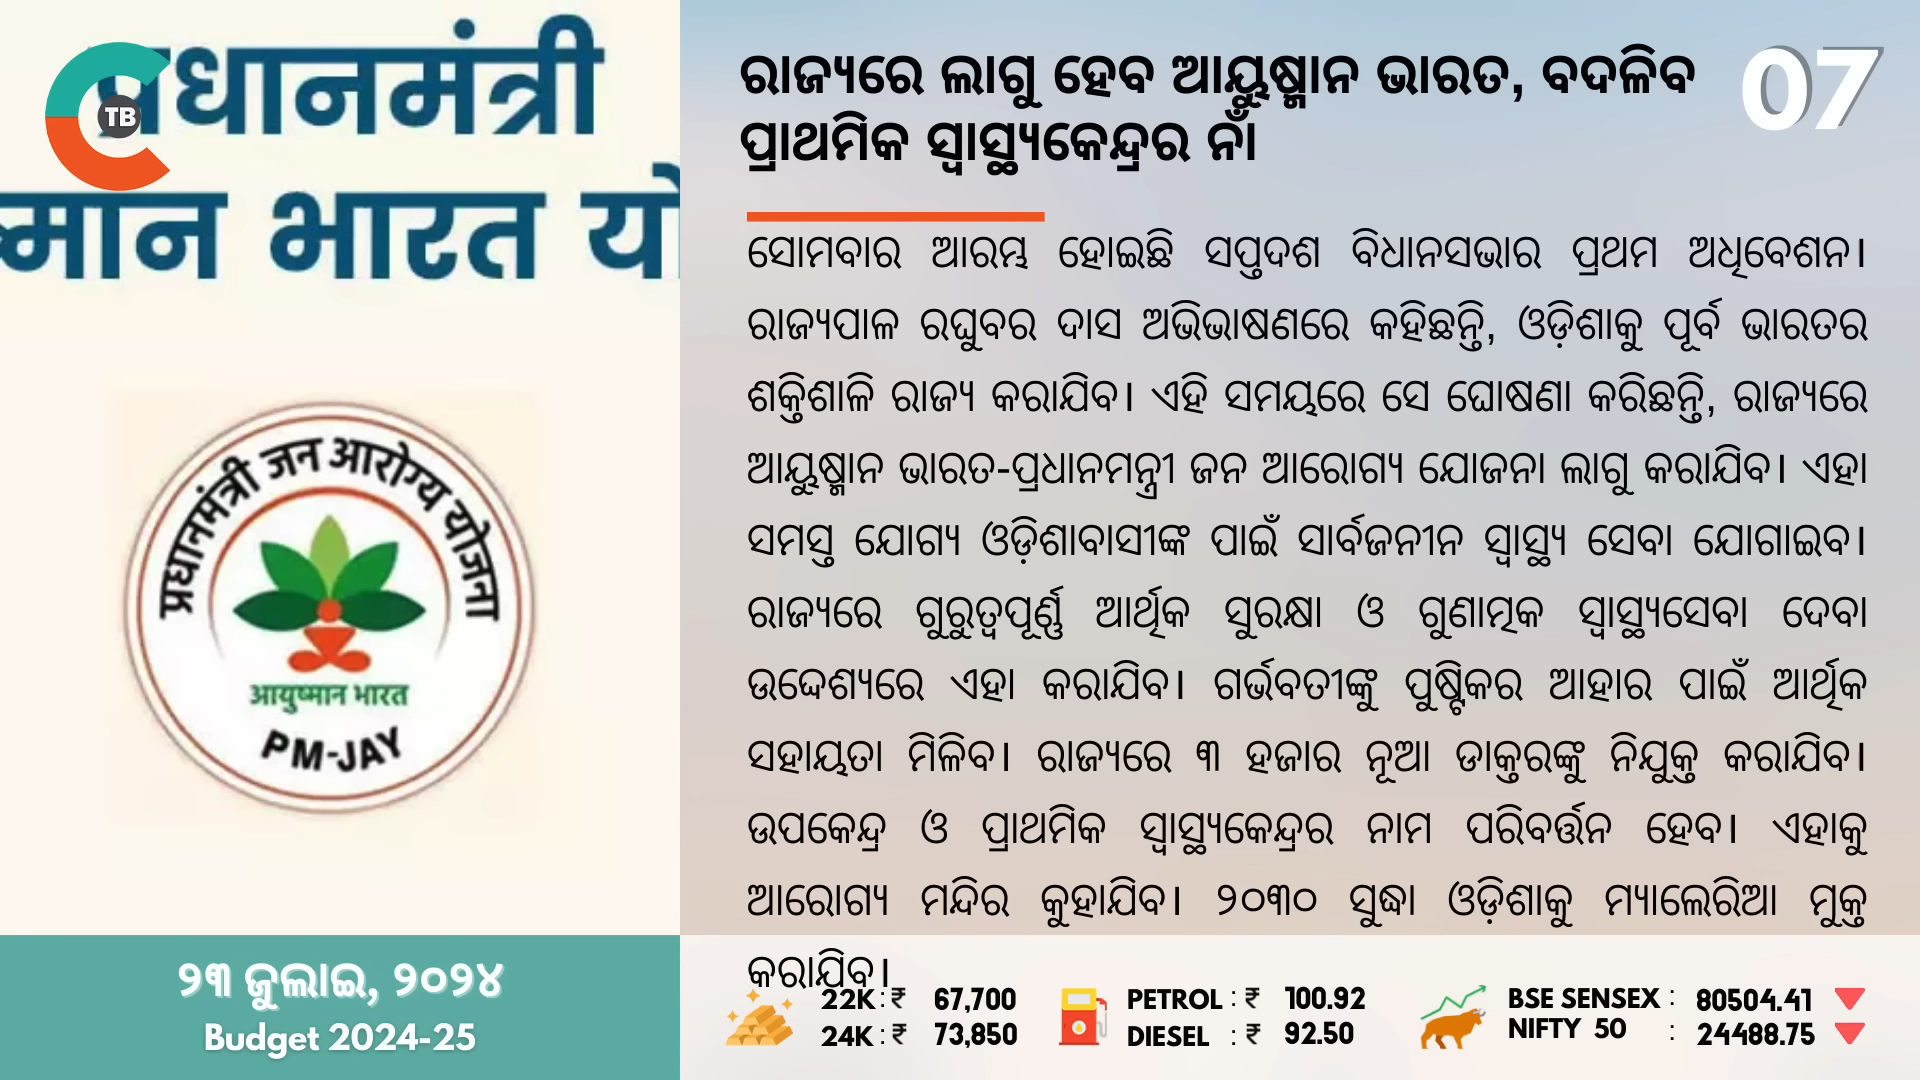 प्रधानमंत्री
ष्मान भारत यो
TB
प्रधानमंत्री जन आरोग्य योजना
आयुष्मान भारत
PM-JAY
୨୩ ଜୁଲାଇ, ୨୦୨୪
Budget 2024-25
07
ରାଜ୍ୟରେ ଲାଗୁ ହେବ ଆୟୁଷ୍ମାନ ଭାରତ, ବଦଳିବ
ପ୍ରାଥମିକ ସ୍ୱାସ୍ଥ୍ୟକେନ୍ଦ୍ରର ନାଁ
ସୋମବାର ଆରମ୍ଭ ହୋଇଛି ସପ୍ତଦଶ ବିଧାନସଭାର ପ୍ରଥମ ଅଧିବେଶନ।
ରାଜ୍ୟପାଳ ରଘୁବର ଦାସ ଅଭିଭାଷଣରେ କହିଛନ୍ତି, ଓଡ଼ିଶାକୁ ପୂର୍ବ ଭାରତର
ଶକ୍ତିଶାଳି ରାଜ୍ୟ କରାଯିବ। ଏହି ସମୟରେ ସେ ଘୋଷଣା କରିଛନ୍ତି, ରାଜ୍ୟରେ
ଆୟୁଷ୍ମାନ ଭାରତ-ପ୍ରଧାନମନ୍ତ୍ରୀ ଜନ ଆରୋଗ୍ୟ ଯୋଜନା ଲାଗୁ କରାଯିବ। ଏହା
ସମସ୍ତ ଯୋଗ୍ୟ ଓଡ଼ିଶାବାସୀଙ୍କ ପାଇଁ ସାର୍ବଜନୀନ ସ୍ୱାସ୍ଥ୍ୟ ସେବା ଯୋଗାଇବ।
ରାଜ୍ୟରେ ଗୁରୁତ୍ୱପୂର୍ଣ୍ଣ ଆର୍ଥିକ ସୁରକ୍ଷା ଓ ଗୁଣାତ୍ମକ ସ୍ୱାସ୍ଥ୍ୟସେବା ଦେବା
ଉଦ୍ଦେଶ୍ୟରେ ଏହା କରାଯିବ। ଗର୍ଭବତୀଙ୍କୁ ପୁଷ୍ଟିକର ଆହାର ପାଇଁ ଆର୍ଥିକ
ସହାୟତା ମିଳିବ। ରାଜ୍ୟରେ ୩ ହଜାର ନୂଆ ଡାକ୍ତରଙ୍କୁ ନିଯୁକ୍ତ କରାଯିବ।
ଉପକେନ୍ଦ୍ର ଓ ପ୍ରାଥମିକ ସ୍ୱାସ୍ଥ୍ୟକେନ୍ଦ୍ରର ନାମ ପରିବର୍ତ୍ତନ ହେବ। ଏହାକୁ
ଆରୋଗ୍ୟ ମନ୍ଦିର କୁହାଯିବ। ୨୦୩୦ ସୁଦ୍ଧା ଓଡ଼ିଶାକୁ ମ୍ୟାଲେରିଆ ମୁକ୍ତ
କରାଯିବ।
22K : ₹ 67,700
24K : ₹ 73,850
PETROL : ₹ 100.92
DIESEL : ₹ 92.50
BSE SENSEX : 80504.41
NIFTY 50 : 24488.75